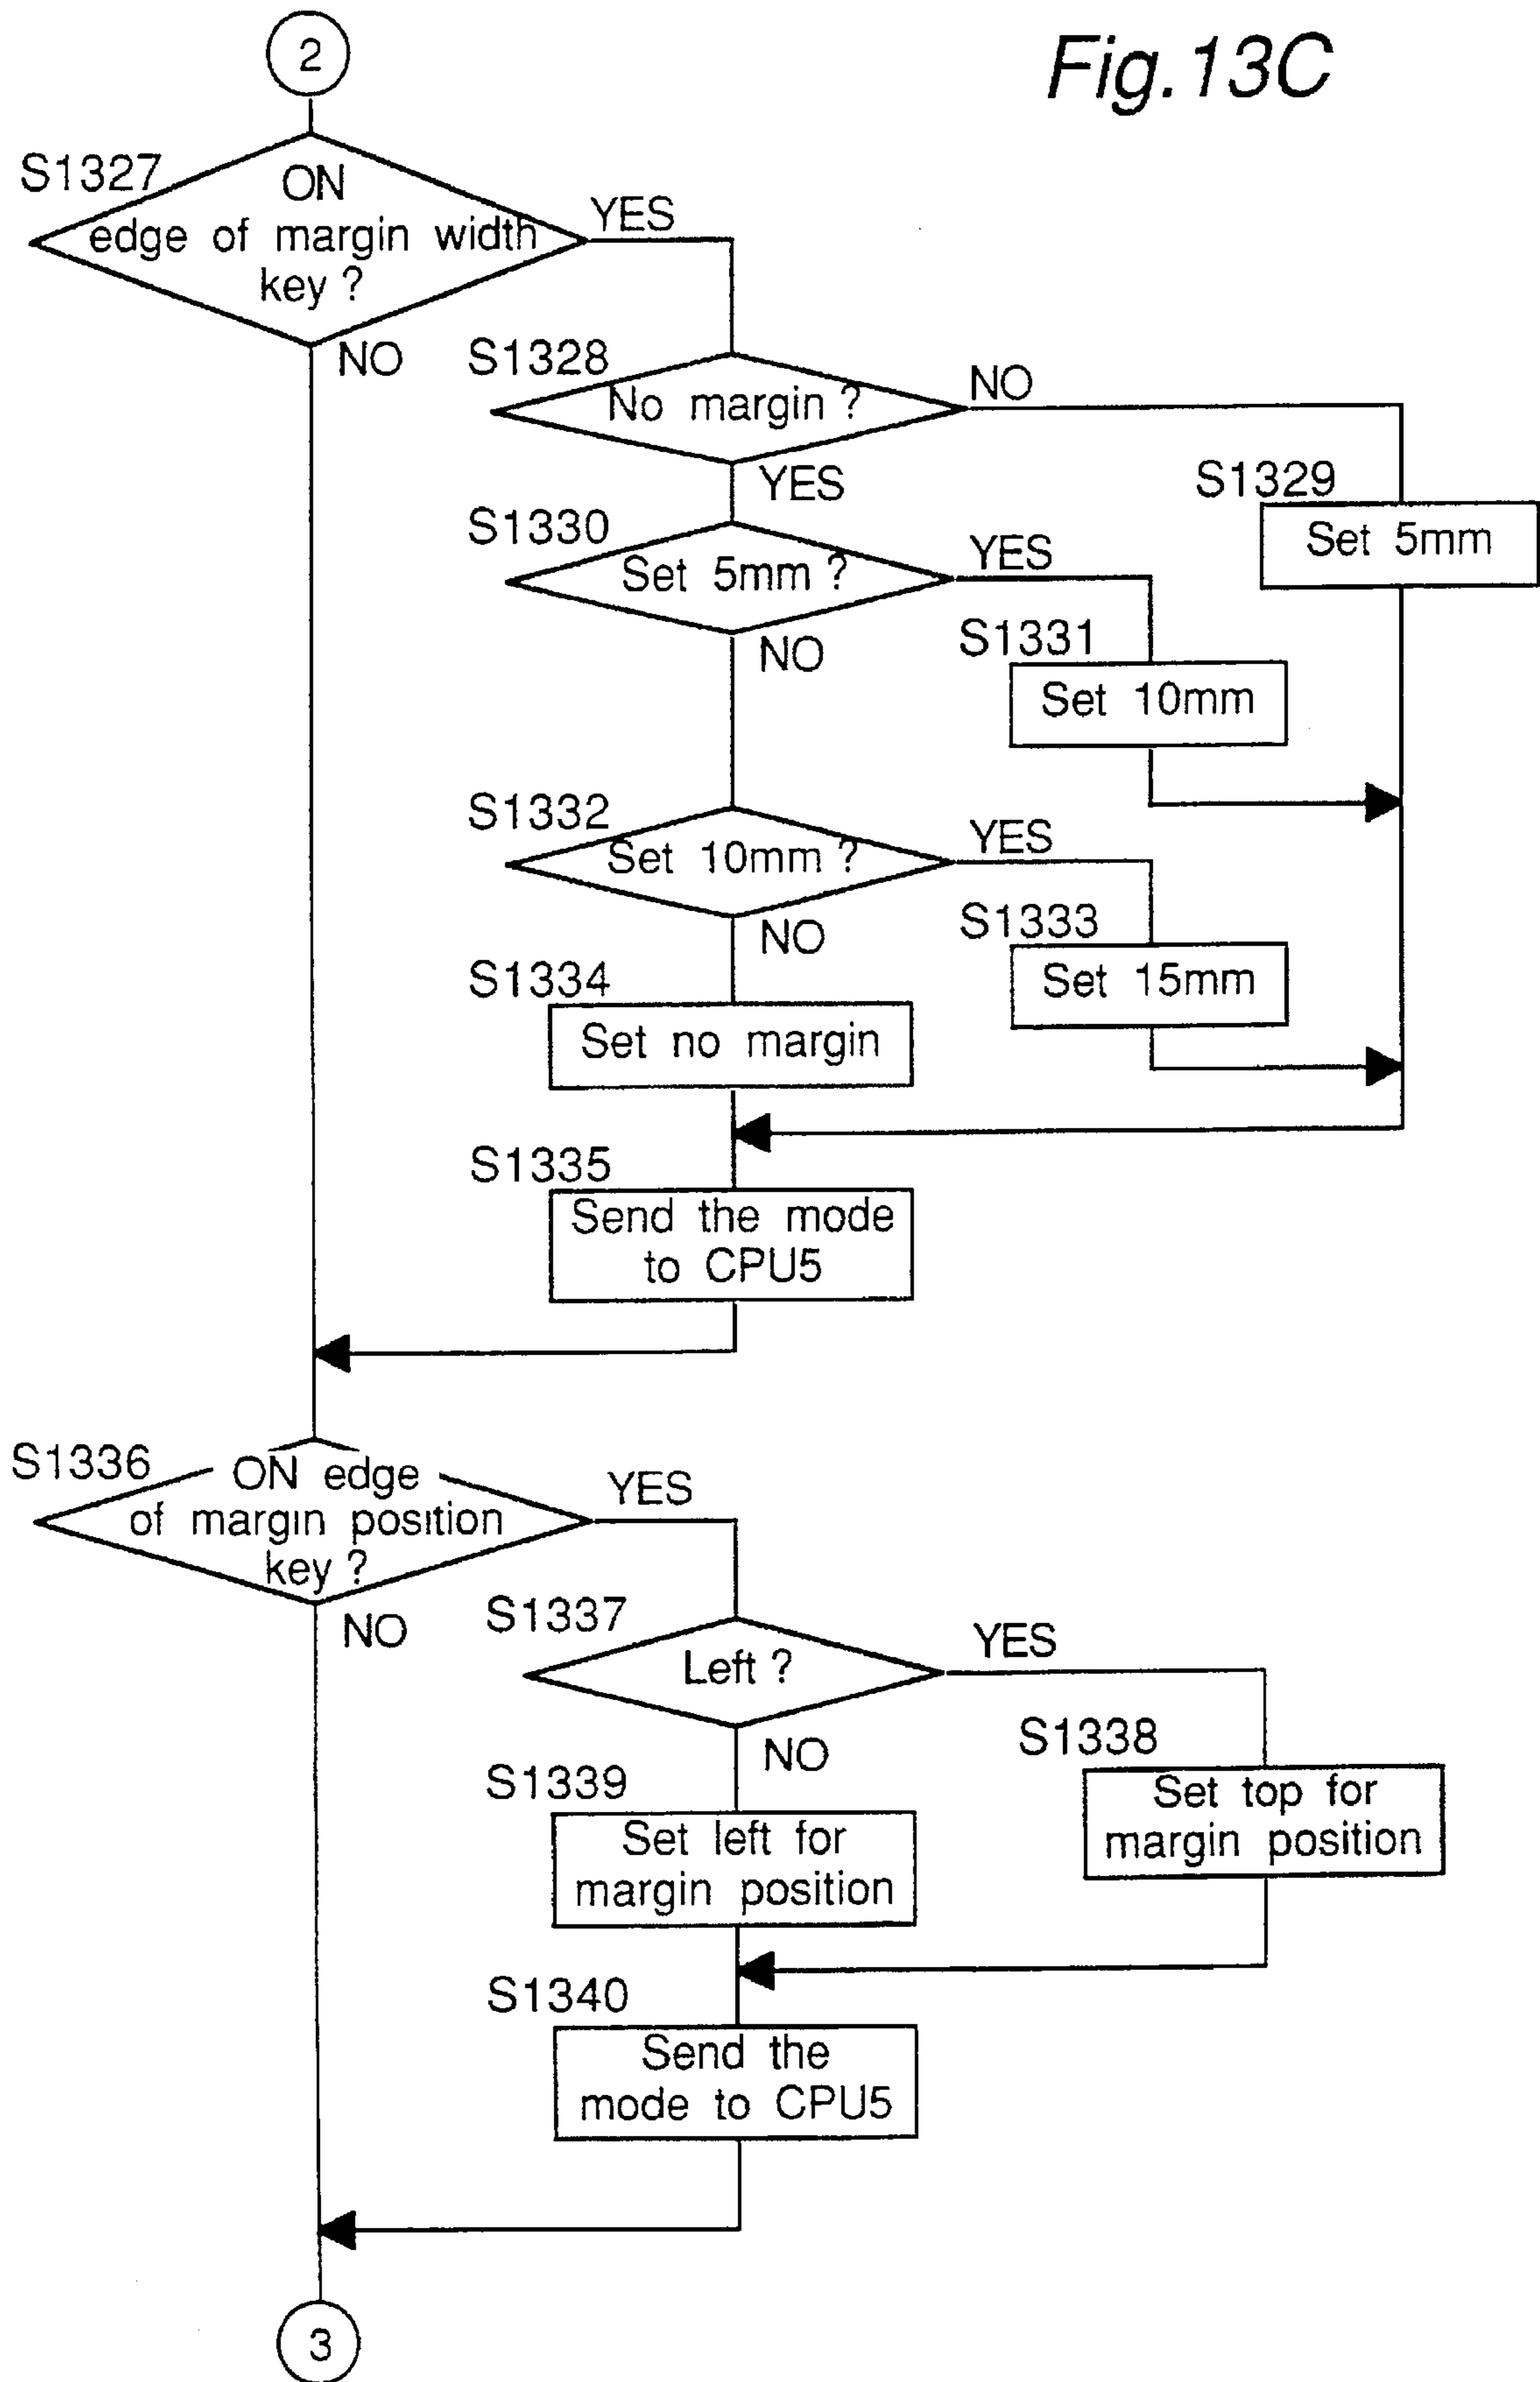 Fig.13C
2
S1327
ON
edge of margin width
key ?
YES
NO
S1328
No margin ?
NO
YES
S1329
Set 5mm
S1330
Set 5mm ?
YES
NO
S1331
Set 10mm
S1332
Set 10mm ?
YES
NO
S1333
Set 15mm
S1334
Set no margin
S1335
Send the mode
to CPU5
S1336
ON edge
of margin position
key ?
YES
NO
S1337
Left ?
YES
NO
S1338
Set top for
margin position
S1339
Set left for
margin position
S1340
Send the
mode to CPU5
3